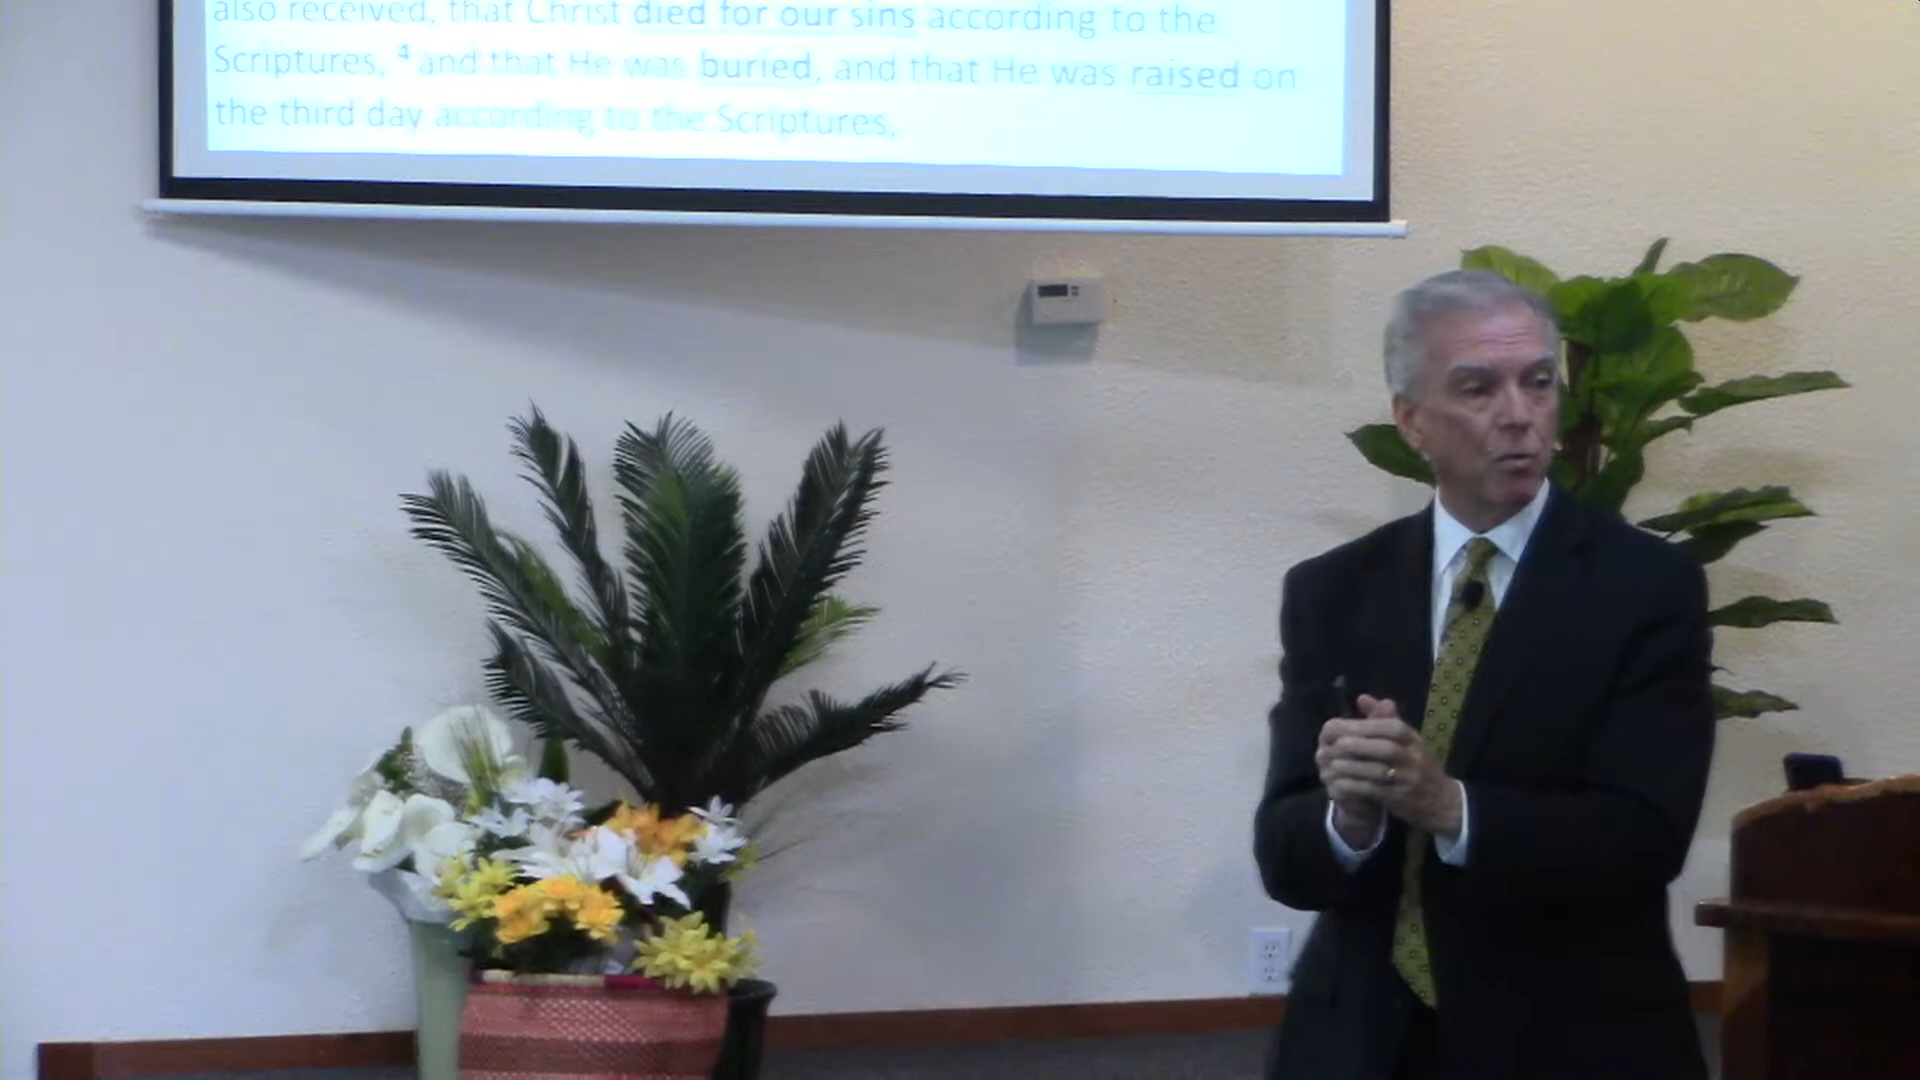 also received, that Christ died for our sins according to the
Scriptures, 4 and that He was buried, and that He was raised on
the third day according to the Scriptures,